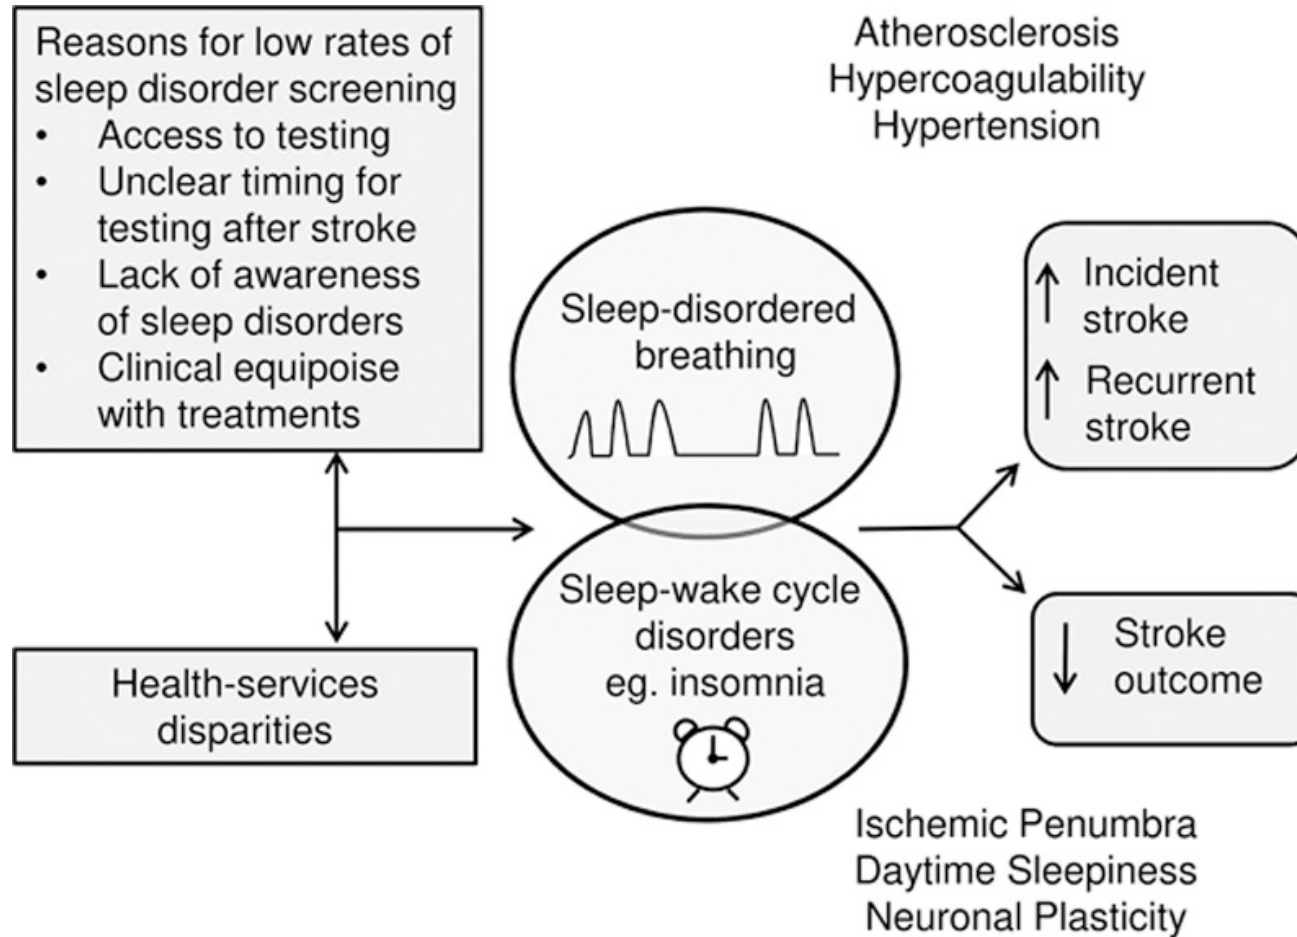 Reasons for low rates of
sleep disorder screening
• Access to testing
• Unclear timing for
testing after stroke
• Lack of awareness
of sleep disorders
• Clinical equipoise
with treatments
Health-services
disparities
Sleep-disordered
breathing
Sleep-wake cycle
disorders
eg. insomnia
Atherosclerosis
Hypercoagulability
Hypertension
Incident
stroke
Recurrent
stroke
Stroke
outcome
Ischemic Penumbra
Daytime Sleepiness
Neuronal Plasticity